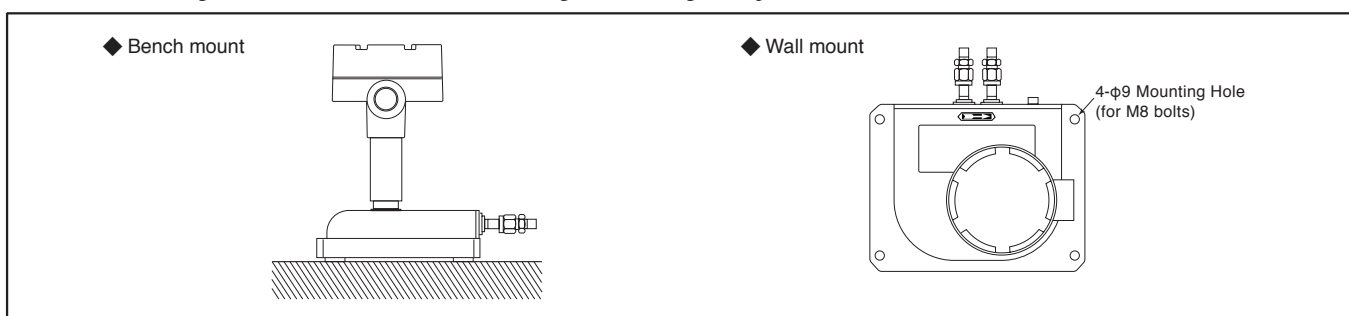 ◆ Bench mount
◆ Wall mount
4-φ9 Mounting Hole
(for M8 bolts)